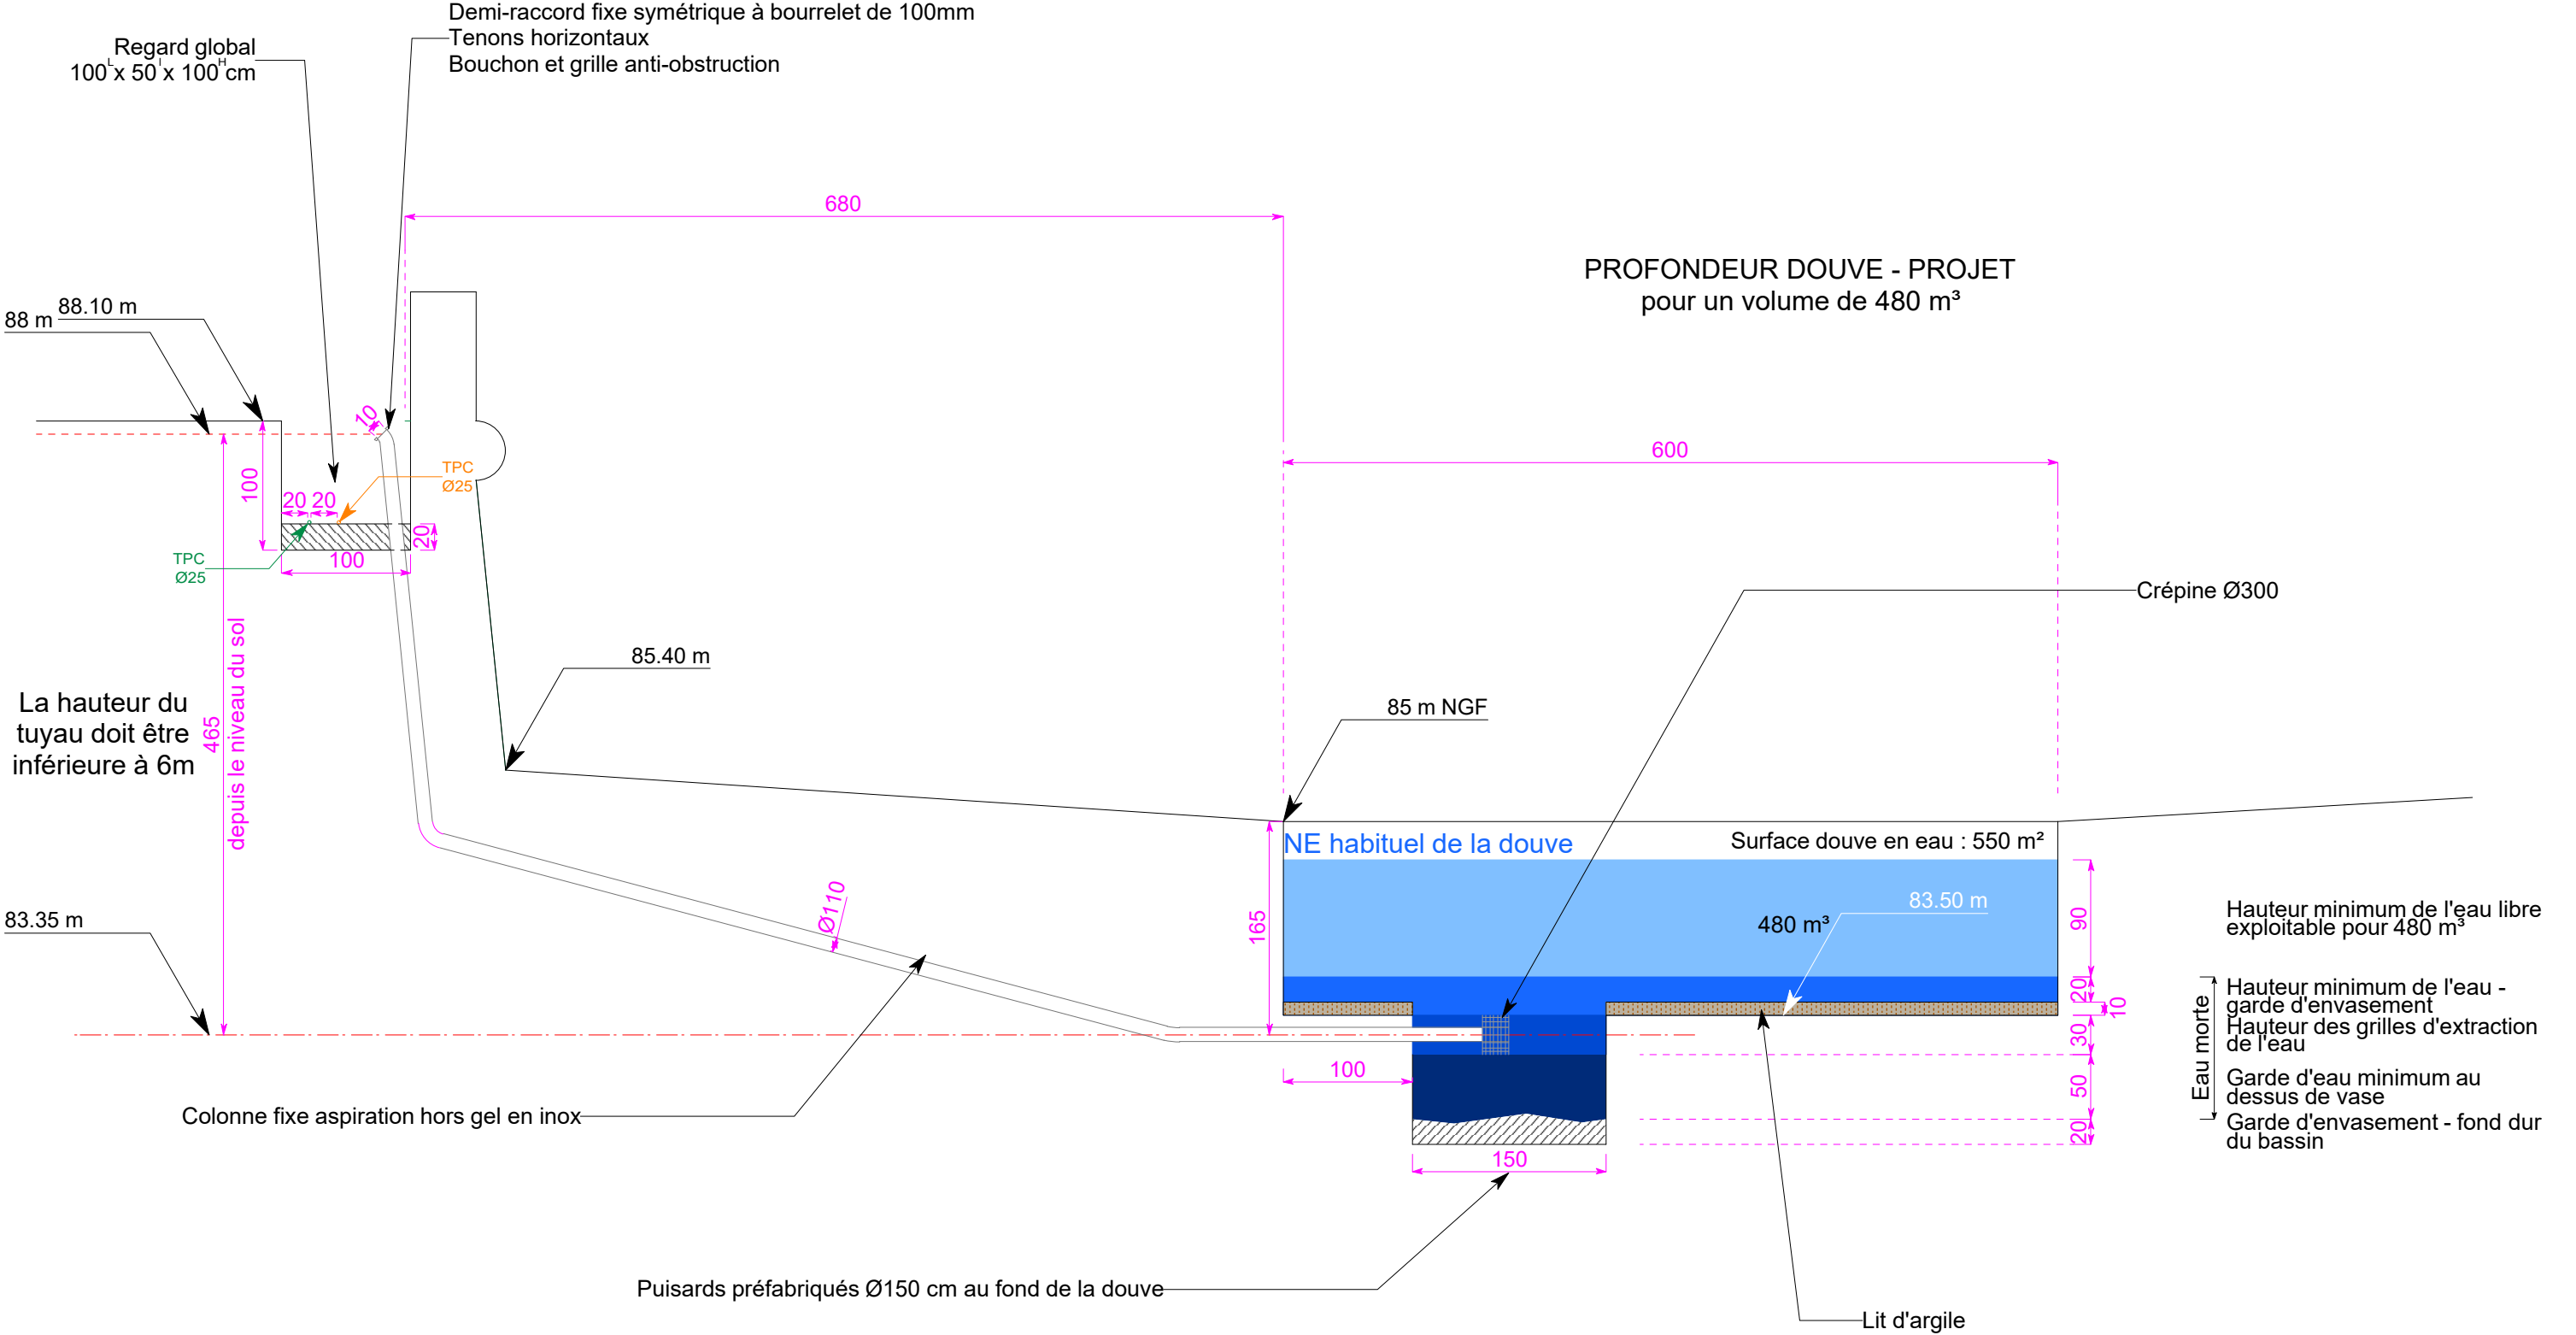 Demi-raccord fixe symétrique à bourrelet de 100mm
Tenons horizontaux
Bouchon et grille anti-obstruction
Regard global
100 L x 50 l x 100 H cm
680
PROFONDEUR DOUVE - PROJET
pour un volume de 480 m³
88.10 m
88 m
10
TPC
Ø25
100
20
20
20
100
TPC
Ø25
600
Crépine Ø300
465
depuis le niveau du sol
La hauteur du
tuyau doit être
inférieure à 6m
85.40 m
85 m NGF
NE habituel de la douve
Surface douve en eau : 550 m²
Ø110
165
480 m³
83.50 m
90
Hauteur minimum de l'eau libre
exploitable pour 480 m³
83.35 m
20
10
Hauteur minimum de l'eau -
garde d'envasement
30
Hauteur des grilles d'extraction
de l'eau
Eau morte
50
Garde d'eau minimum au
dessus de vase
20
Garde d'envasement - fond dur
du bassin
100
150
Colonne fixe aspiration hors gel en inox
Puisards préfabriqués Ø150 cm au fond de la douve
Lit d'argile